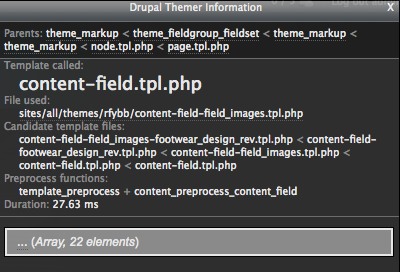 Drupal Themer Information
X
Parents: theme_markup < theme_fieldgroup_fieldset < theme_markup <
theme_markup < node.tpl.php < page.tpl.php
Template called:
content-field.tpl.php
File used:
sites/all/themes/rfybb/content-field-field_images.tpl.php
Candidate template files:
content-field-field_images-footwear_design_rev.tpl.php < content-field-
footwear_design_rev.tpl.php < content-field-field_images.tpl.php <
content-field.tpl.php < content-field.tpl.php
Preprocess functions:
template_preprocess + content_preprocess_content_field
Duration: 27.63 ms
... (Array, 22 elements)